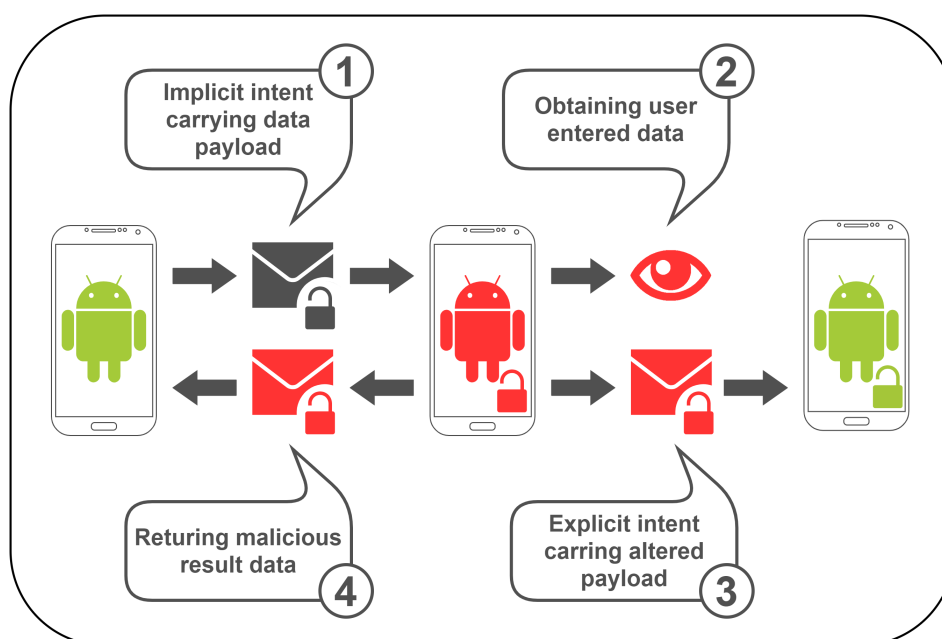 1
Implicit intent
carrying data
payload
2
Obtaining user
entered data
Returing malicious
result data
4
Explicit intent
carring altered
payload
3